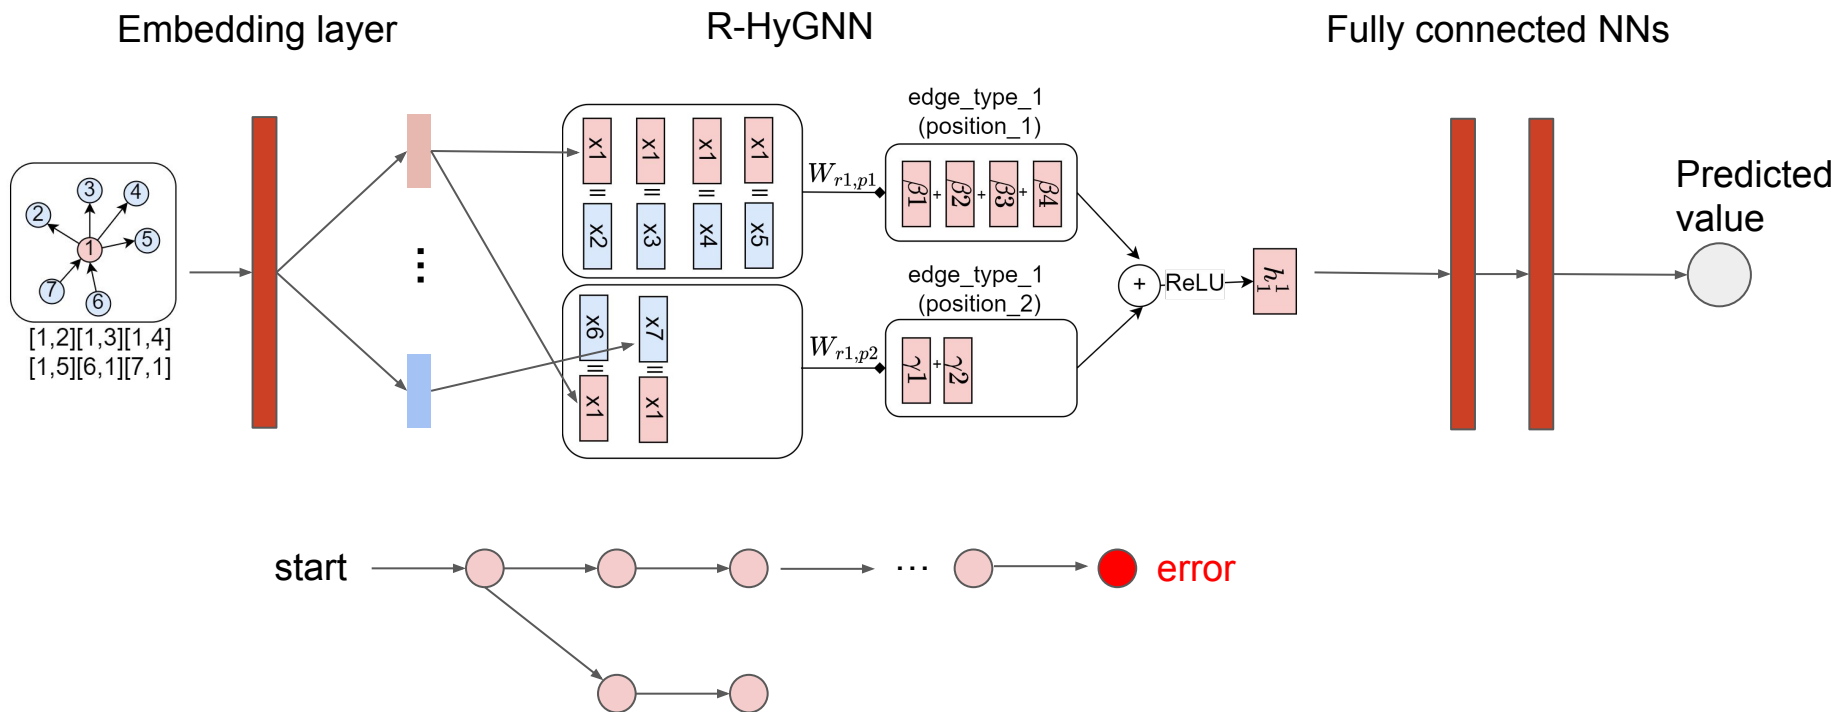 Embedding layer
R-HyGNN
Fully connected NNs
3
4
2
5
1
7
6
[1,2][1,3][1,4]
[1,5][6,1][7,1]
⋮
x1 x1 x1 x1
= = = =
x2 x3 x4 x5
x6 x7
= =
x1 x1
W_{r1,p1}
W_{r1,p2}
edge_type_1
(position_1)
β1 + β2 + β3 + β4
edge_type_1
(position_2)
γ1 + γ2
+
ReLU
h_1^1
Predicted
value
start
...
error